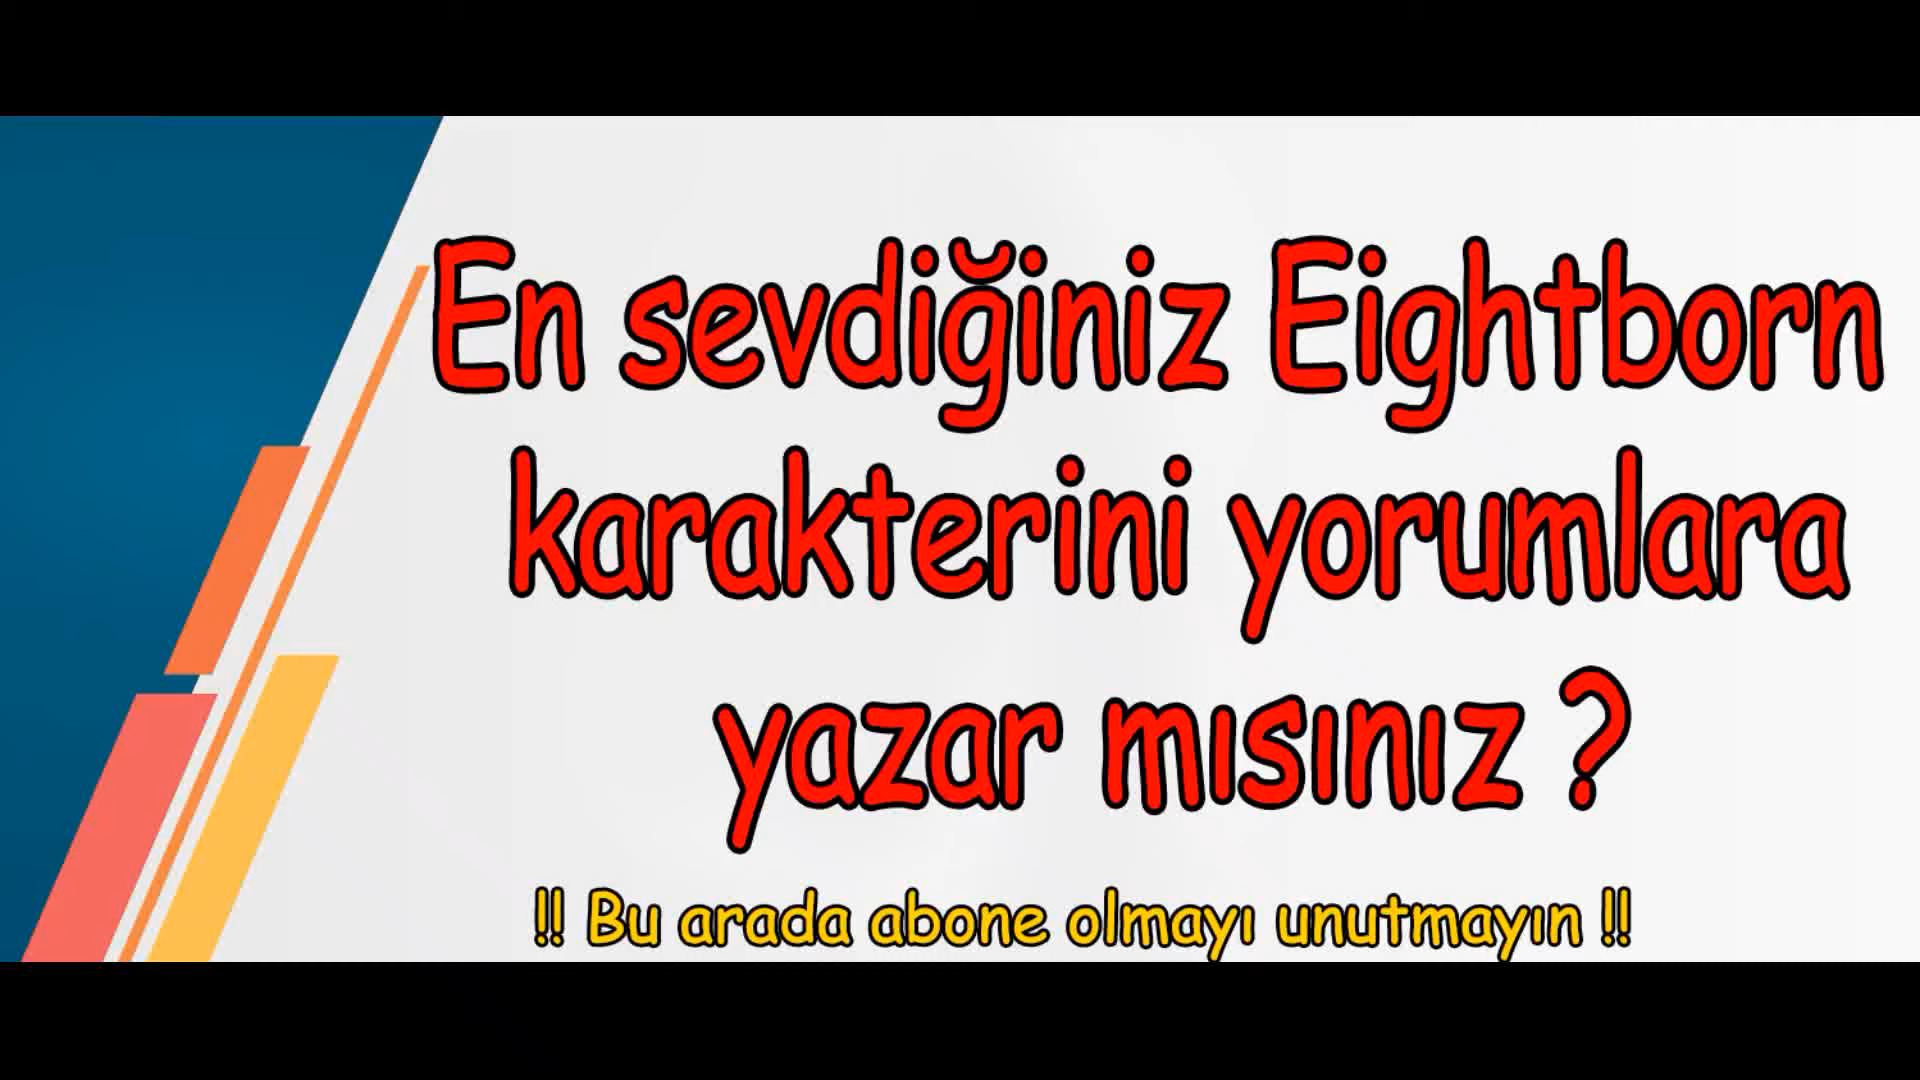 En sevdiğiniz Eightborn
karakterini yorumlara
yazar mısınız ?
!! Bu arada abone olmayı unutmayın !!